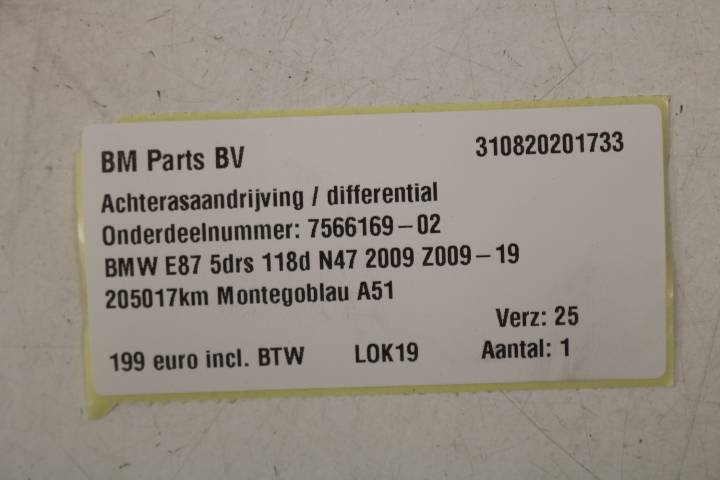 BM Parts BV 310820201733
Achterasaandrijving / differential
Onderdeelnummer: 7566169-02
BMW E87 5drs 118d N47 2009 Z009-19
205017km Montegoblau A51
Verz: 25
199 euro incl. BTW LOK19 Aantal: 1